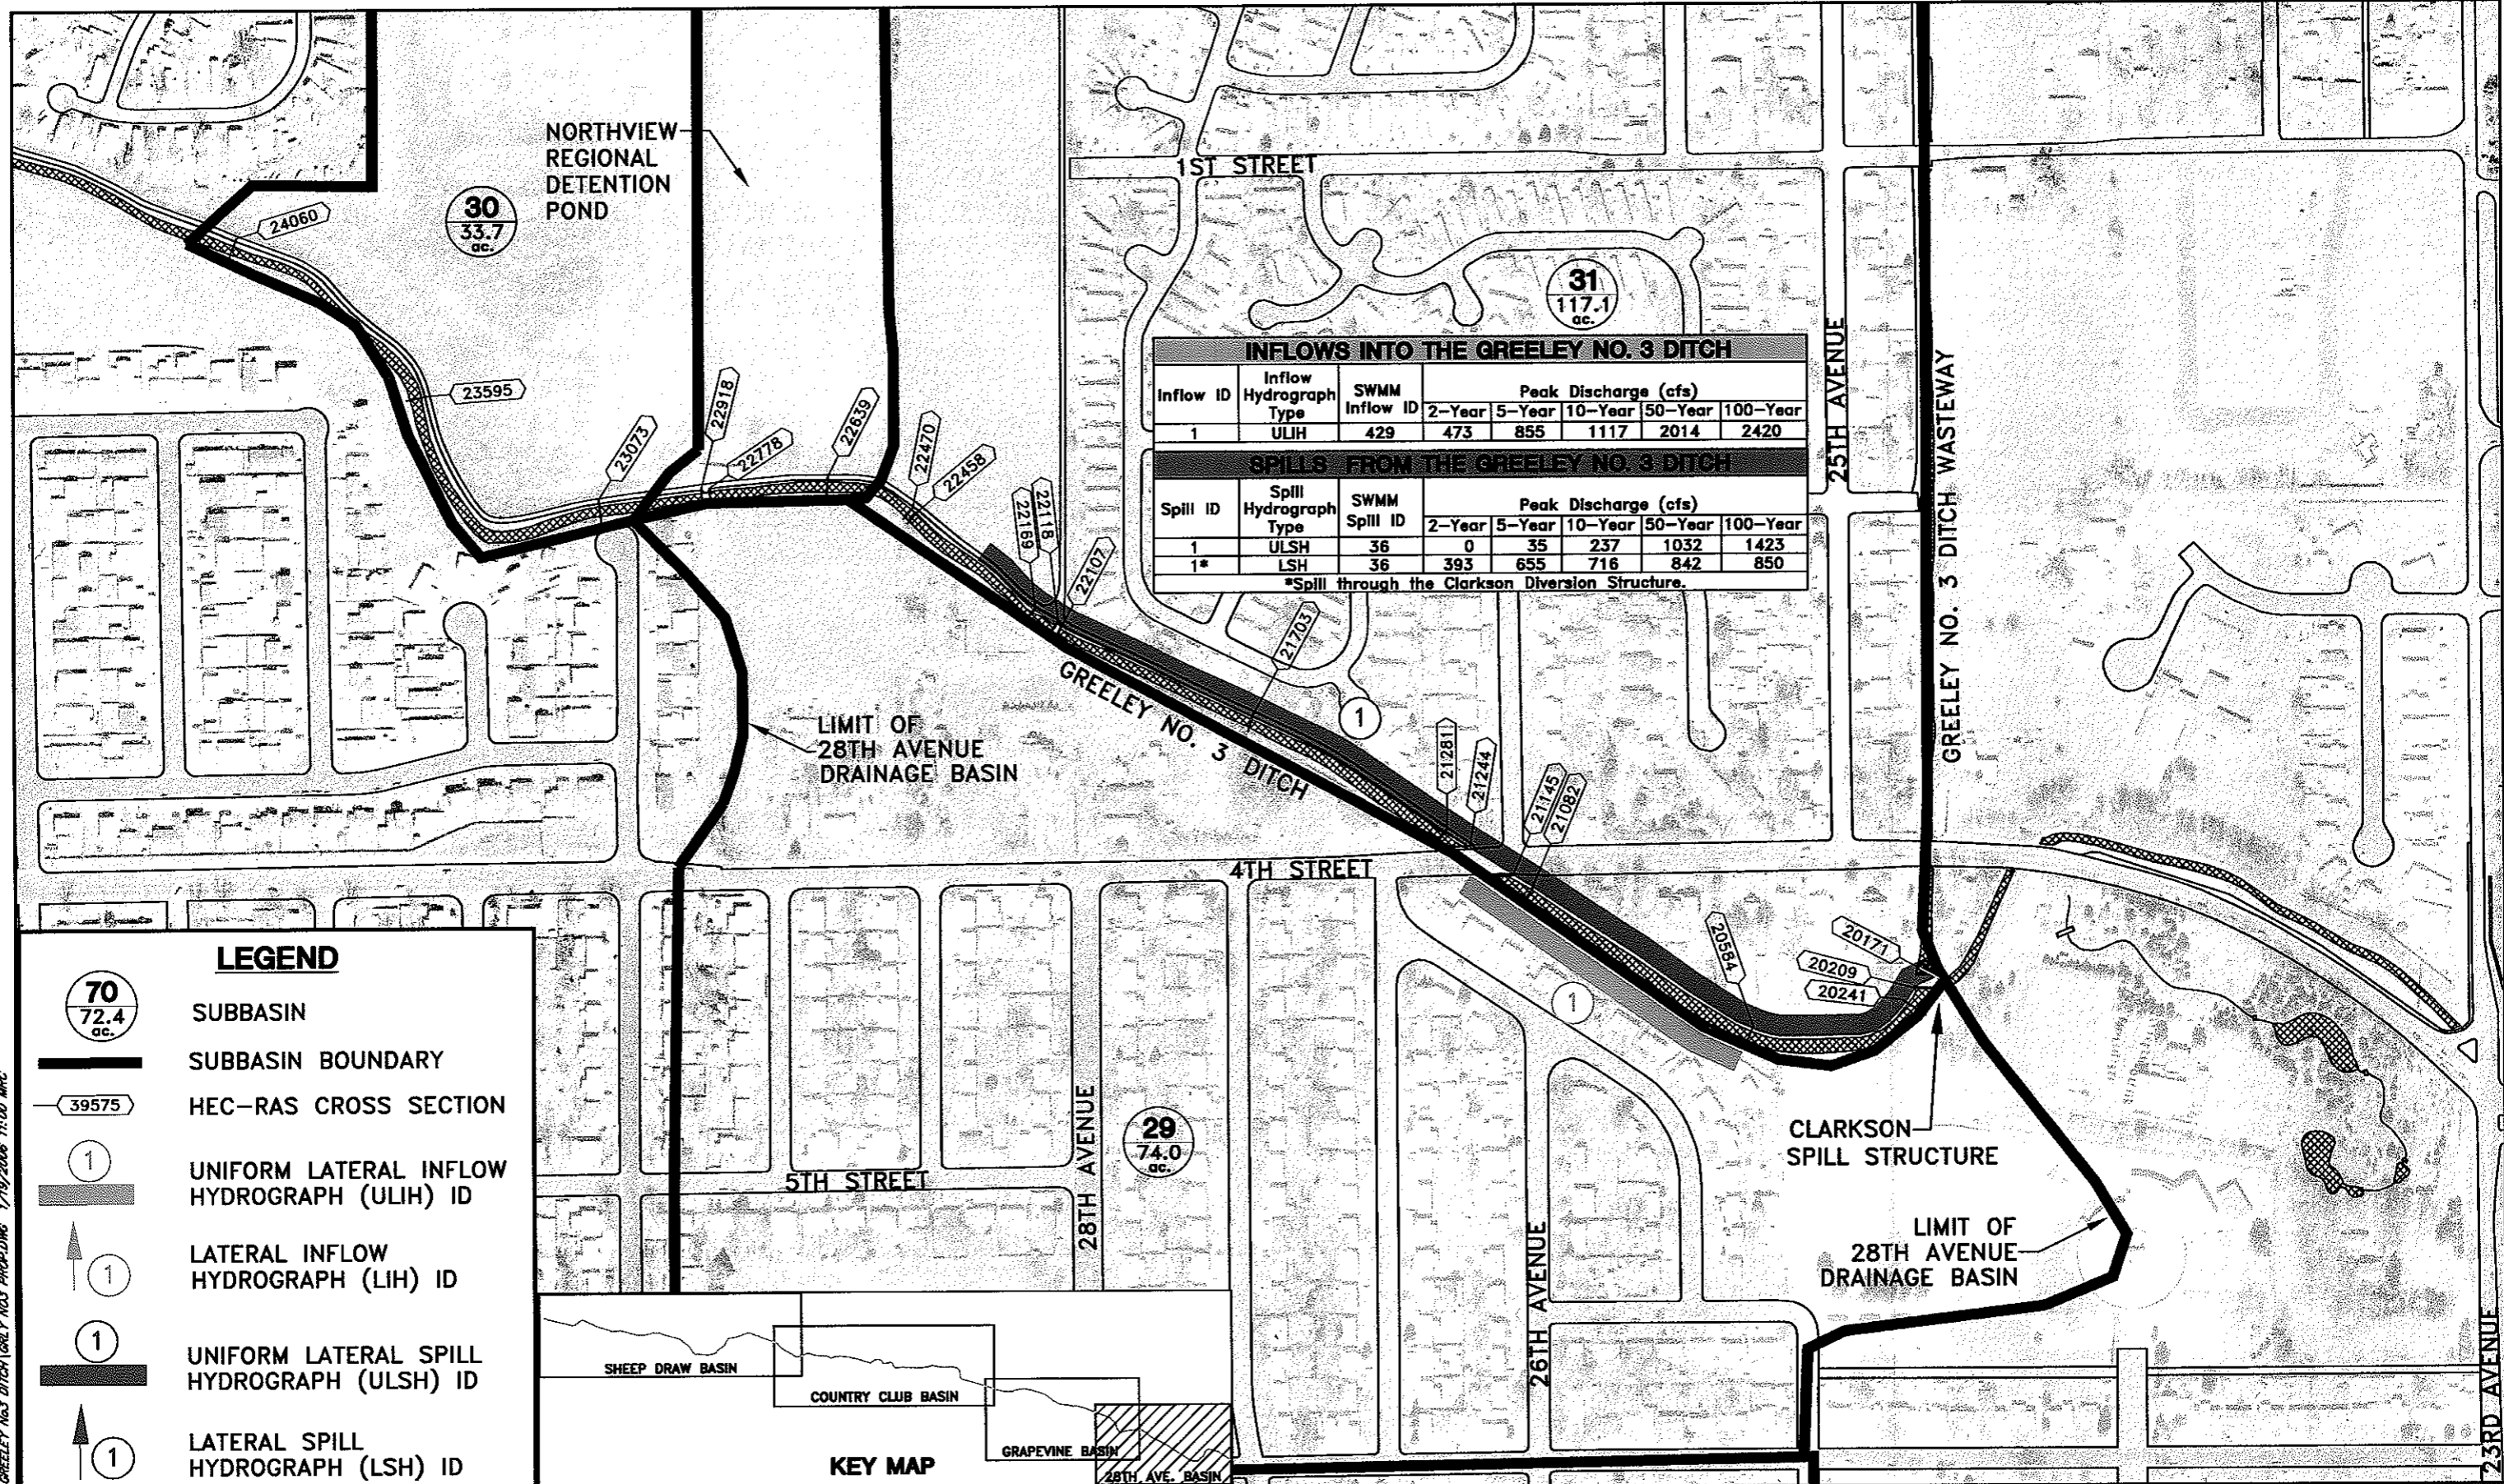 NORTHVIEW
REGIONAL
DETENTION
POND
30
33.7
ac.
24060
23595
23073
22918
22778
22639
22470
22458
22169
22118
22107
21703
21281
21244
21145
21082
20584
20171
20209
20241
1ST STREET
31
117.1
ac.
25TH AVENUE
GREELEY NO. 3 DITCH WASTEWAY
INFLOWS INTO THE GREELEY NO. 3 DITCH
Inflow ID Inflow Hydrograph Type SWMM Inflow ID Peak Discharge (cfs)
2-Year 5-Year 10-Year 50-Year 100-Year
1 ULIH 429 473 855 1117 2014 2420
SPILLS FROM THE GREELEY NO. 3 DITCH
Spill ID Spill Hydrograph Type SWMM Spill ID Peak Discharge (cfs)
2-Year 5-Year 10-Year 50-Year 100-Year
1 ULSH 36 0 35 237 1032 1423
1* LSH 36 393 655 716 842 850
*Spill through the Clarkson Diversion Structure.
GREELEY NO. 3 DITCH
1
LIMIT OF
28TH AVENUE
DRAINAGE BASIN
4TH STREET
1
CLARKSON
SPILL STRUCTURE
LIMIT OF
28TH AVENUE
DRAINAGE BASIN
29
74.0
ac.
28TH AVENUE
5TH STREET
26TH AVENUE
23RD AVENUE
LEGEND
70
72.4
ac.
SUBBASIN
SUBBASIN BOUNDARY
39575
HEC-RAS CROSS SECTION
1
UNIFORM LATERAL INFLOW
HYDROGRAPH (ULIH) ID
1
LATERAL INFLOW
HYDROGRAPH (LIH) ID
1
UNIFORM LATERAL SPILL
HYDROGRAPH (ULSH) ID
1
LATERAL SPILL
HYDROGRAPH (LSH) ID
SHEEP DRAW BASIN
COUNTRY CLUB BASIN
GRAPEVINE BASIN
28TH AVE. BASIN
KEY MAP